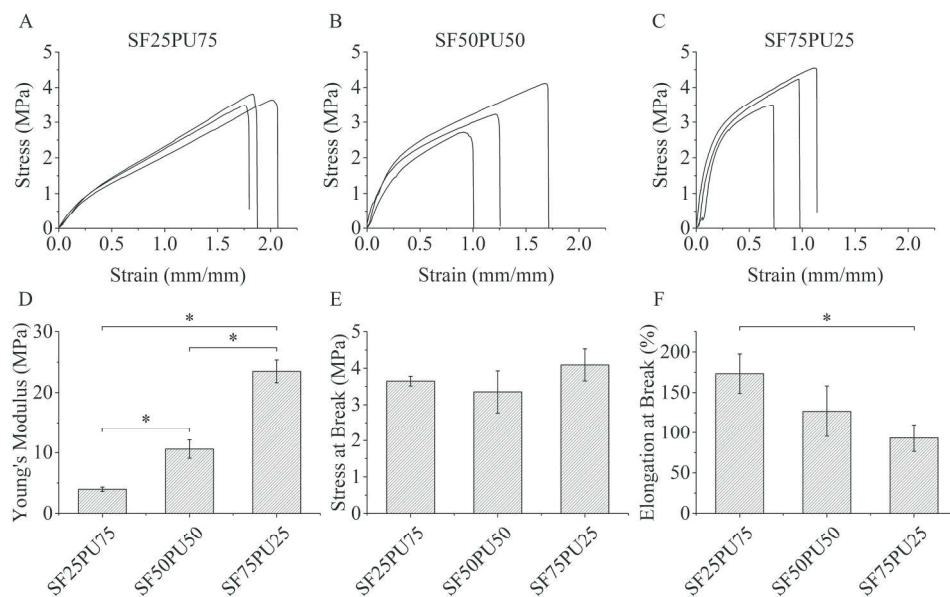 A
B
C
SF25PU75
SF50PU50
SF75PU25
Stress (MPa)
5
4
3
2
1
0
0.0 0.5 1.0 1.5 2.0
Strain (mm/mm)
Stress (MPa)
5
4
3
2
1
0
0.0 0.5 1.0 1.5 2.0
Strain (mm/mm)
Stress (MPa)
5
4
3
2
1
0
0.0 0.5 1.0 1.5 2.0
Strain (mm/mm)
D
Young's Modulus (MPa)
30
20
10
0
*
*
*
SF25PU75
SF50PU50
SF75PU25
E
Stress at Break (MPa)
5
4
3
2
1
0
SF25PU75
SF50PU50
SF75PU25
F
Elongation at Break (%)
200
150
100
50
0
*
SF25PU75
SF50PU50
SF75PU25